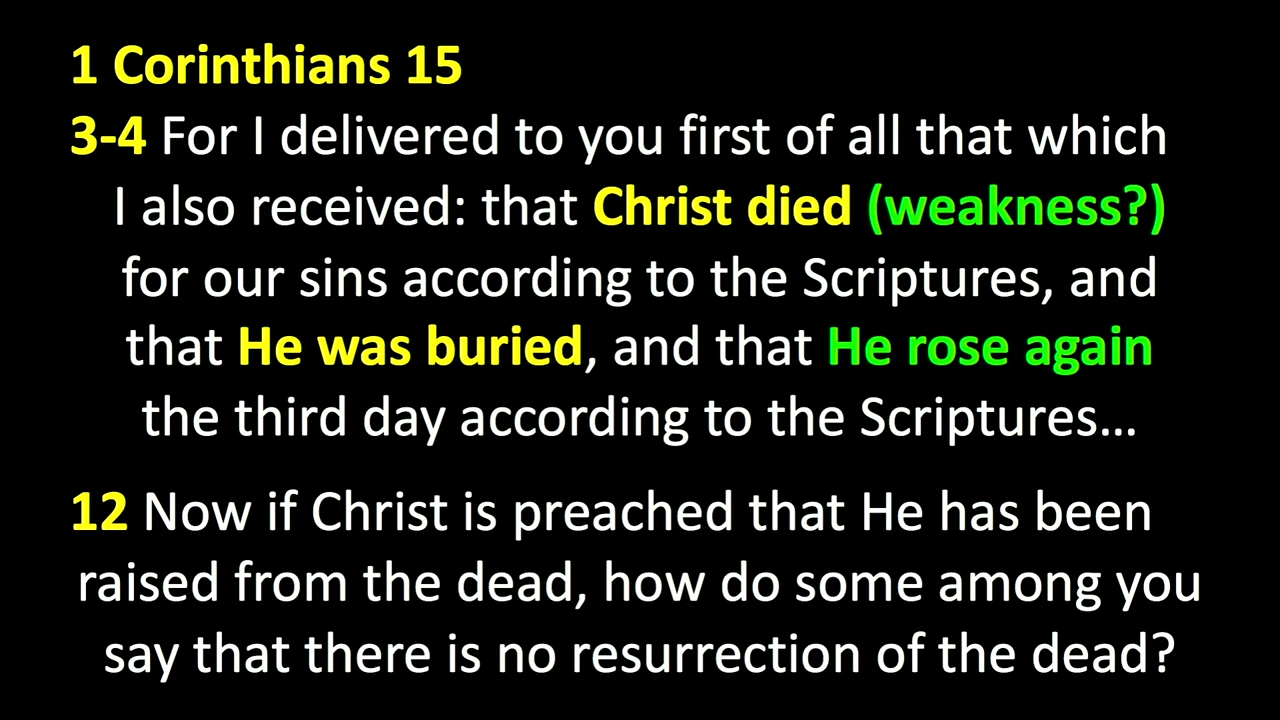 1 Corinthians 15
3-4 For I delivered to you first of all that which
I also received: that Christ died (weakness?)
for our sins according to the Scriptures, and
that He was buried, and that He rose again
the third day according to the Scriptures…
12 Now if Christ is preached that He has been
raised from the dead, how do some among you
say that there is no resurrection of the dead?